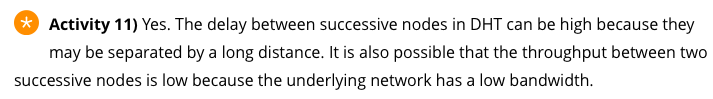 * Activity 11) Yes. The delay between successive nodes in DHT can be high because they
may be separated by a long distance. It is also possible that the throughput between two
successive nodes is low because the underlying network has a low bandwidth.